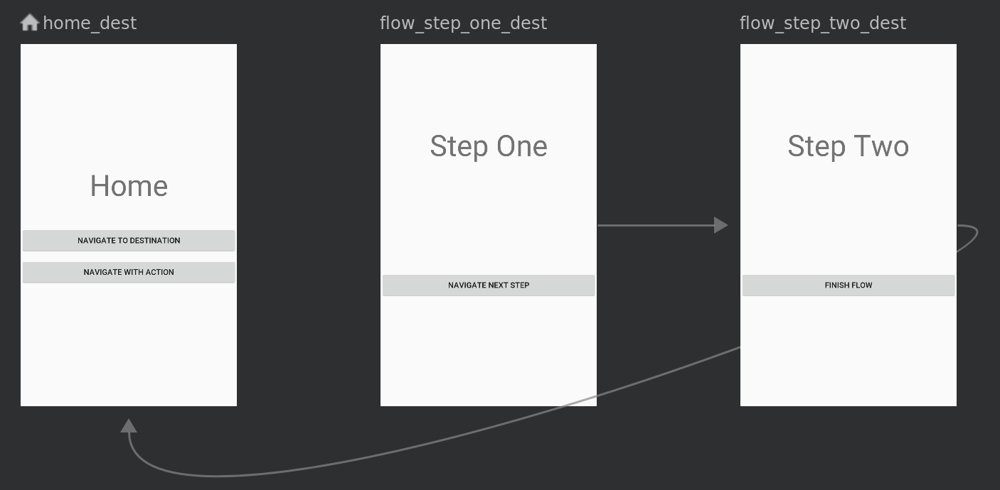 home_dest
flow_step_one_dest
flow_step_two_dest
Home
NAVIGATE TO DESTINATION
NAVIGATE WITH ACTION
Step One
NAVIGATE NEXT STEP
Step Two
FINISH FLOW